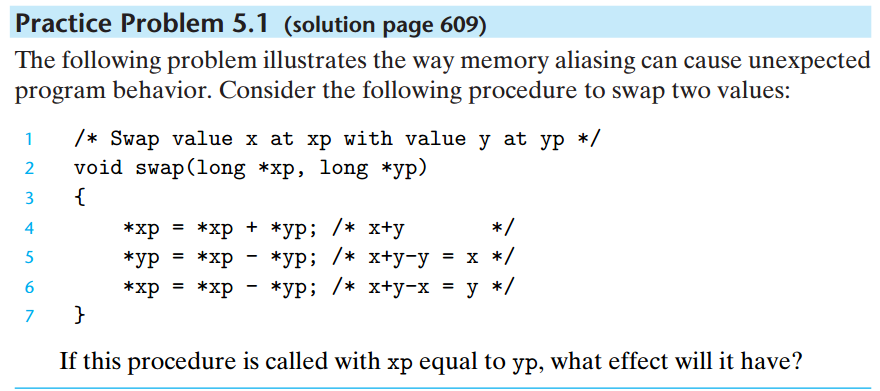 Practice Problem 5.1 (solution page 609)
The following problem illustrates the way memory aliasing can cause unexpected
program behavior. Consider the following procedure to swap two values:
1 /* Swap value x at xp with value y at yp */
2 void swap(long *xp, long *yp)
3 {
4 *xp = *xp + *yp; /* x+y */
5 *yp = *xp - *yp; /* x+y-y = x */
6 *xp = *xp - *yp; /* x+y-x = y */
7 }
If this procedure is called with xp equal to yp, what effect will it have?